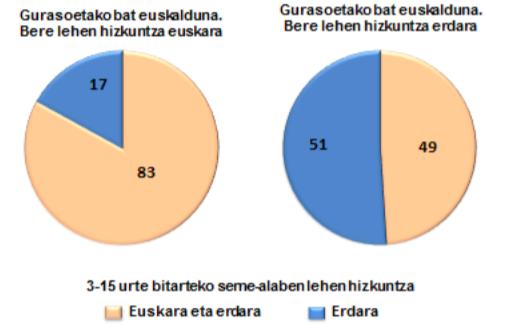 Gurasoetako bat euskalduna.
Bere lehen hizkuntza euskara
Gurasoetako bat euskalduna.
Bere lehen hizkuntza erdara
17
83
51
49
3-15 urte bitarteko seme-alaben lehen hizkuntza
Euskara eta erdara
Erdara